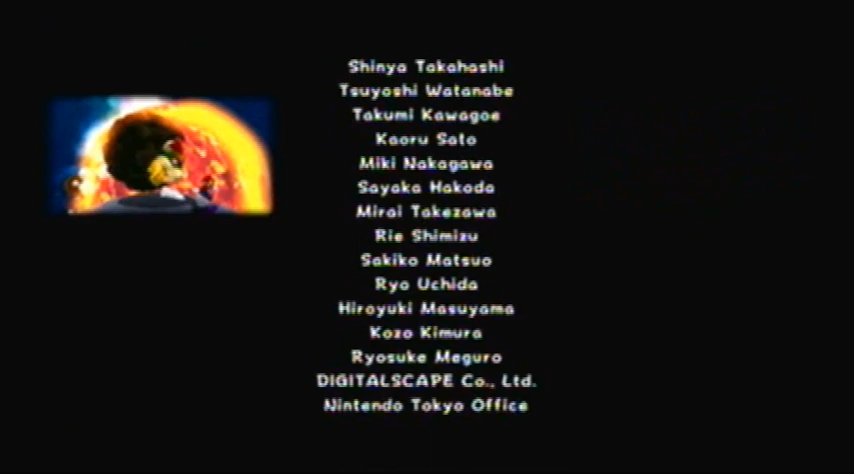 Shinya Takahashi
Tsuyoshi Watanabe
Takumi Kawagoe
Kaoru Sato
Miki Nakagawa
Sayaka Hakoda
Mirai Takezawa
Rie Shimizu
Sakiko Matsuo
Ryo Uchida
Hiroyuki Masuyama
Kozo Kimura
Ryosuke Meguro
DIGITALSCAPE Co., Ltd.
Nintendo Tokyo Office